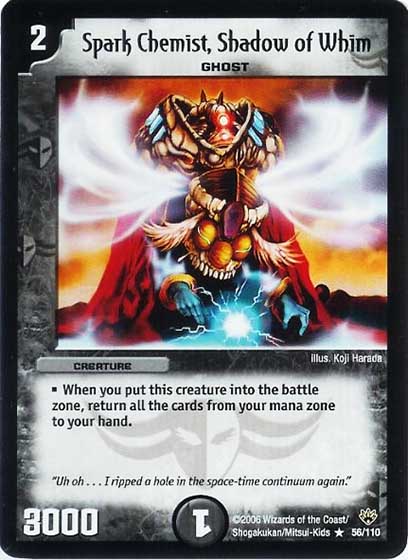 2
Spark Chemist, Shadow of Whim
GHOST
illus. Koji Harada
CREATURE
▪ When you put this creature into the battle
zone, return all the cards from your mana zone
to your hand.
"Uh oh . . . I ripped a hole in the space-time continuum again."
3000
1
©2006 Wizards of the Coast/
Shogakukan/Mitsui-Kids ★ 56/110